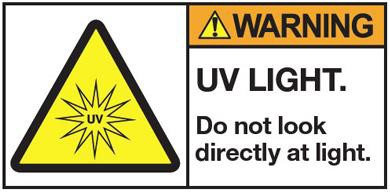 WARNING
UV
UV LIGHT.
Do not look
directly at light.